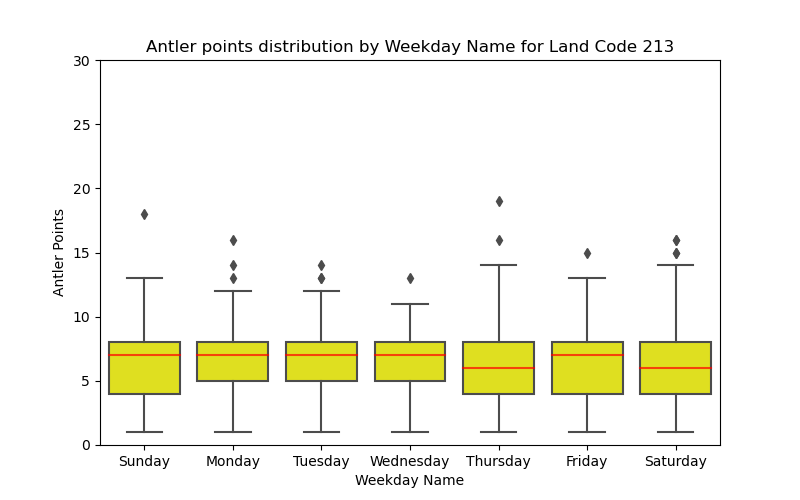 Antler points distribution by Weekday Name for Land Code 213
30
25
20
15
10
5
0
Antler Points
Sunday Monday Tuesday Wednesday Thursday Friday Saturday
Weekday Name